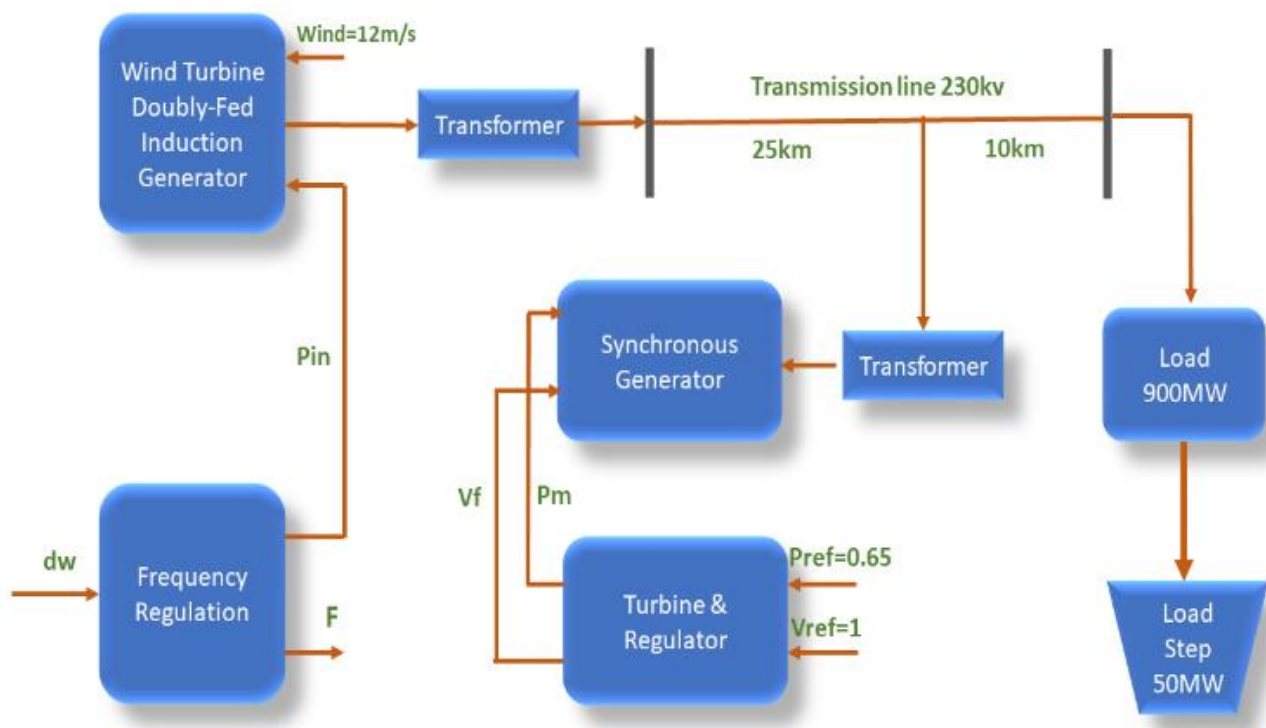 Wind=12m/s
Wind Turbine
Doubly-Fed
Induction
Generator
Transformer
Transmission line 230kv
25km
10km
Pin
Synchronous
Generator
Transformer
Load
900MW
Vf
Pm
dw
Frequency
Regulation
F
Turbine &
Regulator
Pref=0.65
Vref=1
Load
Step
50MW